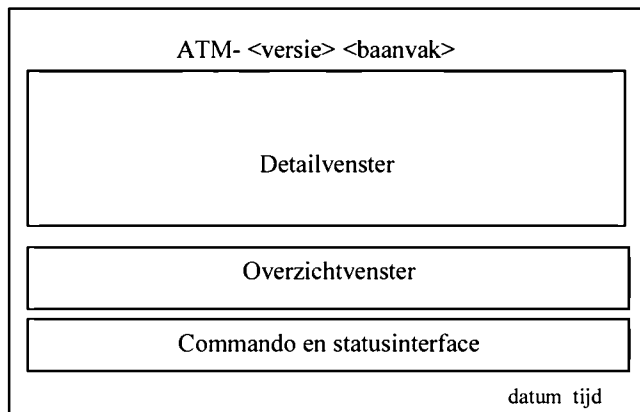 ATM- <versie> <baanvak>
Detailvenster
Overzichtvenster
Commando en statusinterface
datum tijd